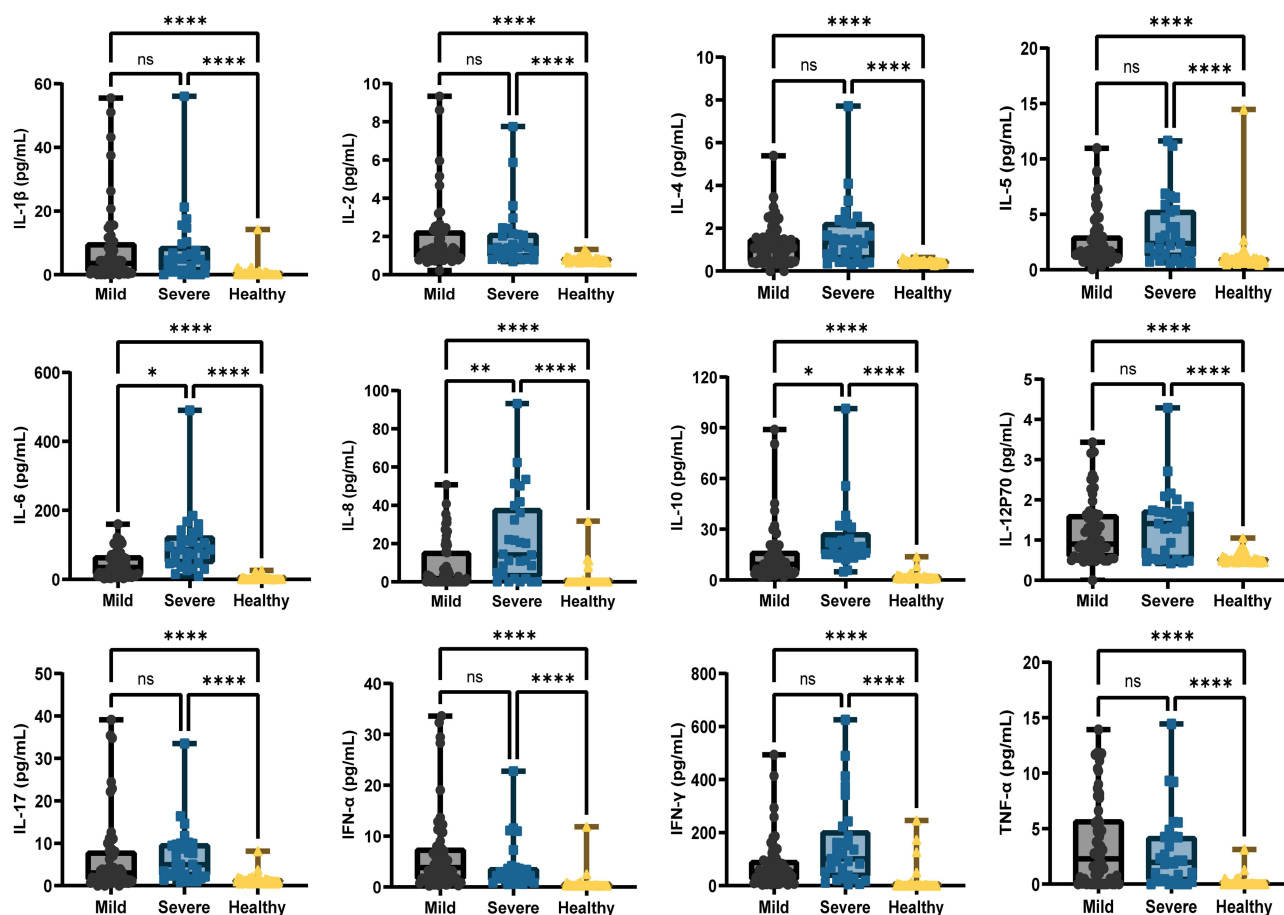 ****
ns ****
IL-1β (pg/mL)
60
40
20
0
Mild Severe Healthy
****
ns ****
IL-2 (pg/mL)
10
8
6
4
2
0
Mild Severe Healthy
****
ns ****
IL-4 (pg/mL)
10
8
6
4
2
0
Mild Severe Healthy
****
ns ****
IL-5 (pg/mL)
20
15
10
5
0
Mild Severe Healthy
****
* ****
IL-6 (pg/mL)
600
400
200
0
Mild Severe Healthy
****
** ****
IL-8 (pg/mL)
100
80
60
40
20
0
Mild Severe Healthy
****
* ****
IL-10 (pg/mL)
120
90
60
30
0
Mild Severe Healthy
****
ns ****
IL-12P70 (pg/mL)
5
4
3
2
1
0
Mild Severe Healthy
****
ns ****
IL-17 (pg/mL)
50
40
30
20
10
0
Mild Severe Healthy
****
ns ****
IFN-α (pg/mL)
40
30
20
10
0
Mild Severe Healthy
****
ns ****
IFN-γ (pg/mL)
800
600
400
200
0
Mild Severe Healthy
****
ns ****
TNF-α (pg/mL)
20
15
10
5
0
Mild Severe Healthy